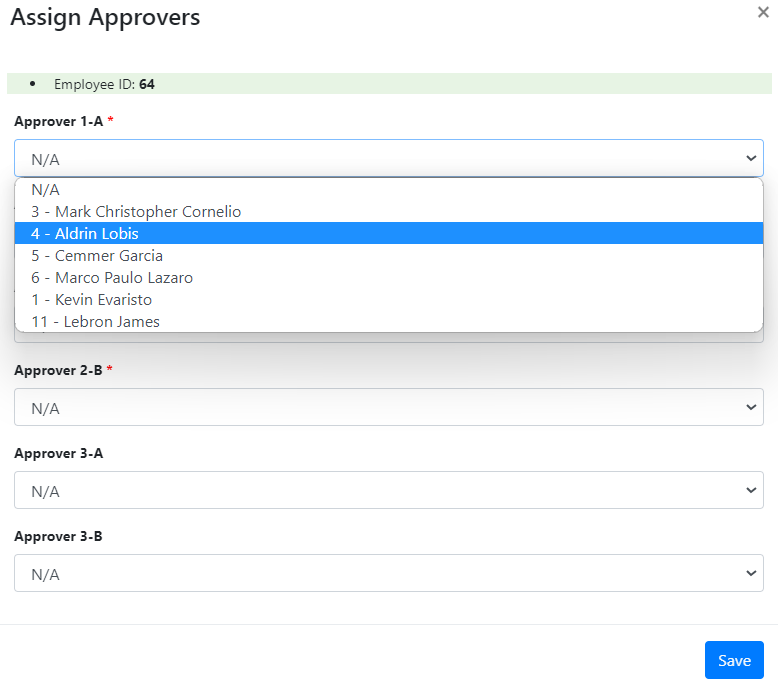 Assign Approvers
×
• Employee ID: 64
Approver 1-A *
N/A
N/A
3 - Mark Christopher Cornelio
4 - Aldrin Lobis
5 - Cemmer Garcia
6 - Marco Paulo Lazaro
1 - Kevin Evaristo
11 - Lebron James
Approver 2-B *
N/A
Approver 3-A
N/A
Approver 3-B
N/A
Save